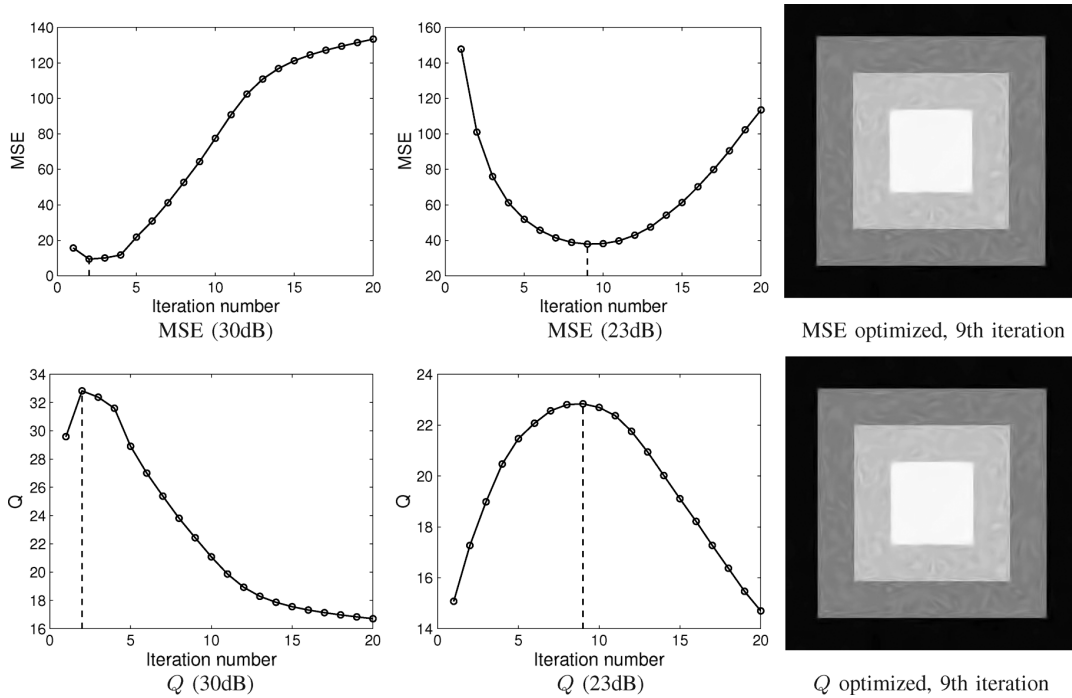 140
120
100
80
60
40
20
0
MSE
0 5 10 15 20
Iteration number
MSE (30dB)
160
140
120
100
80
60
40
20
MSE
0 5 10 15 20
Iteration number
MSE (23dB)
MSE optimized, 9th iteration
34
32
30
28
26
24
22
20
18
16
Q
0 5 10 15 20
Iteration number
Q (30dB)
24
22
20
18
16
14
Q
0 5 10 15 20
Iteration number
Q (23dB)
Q optimized, 9th iteration